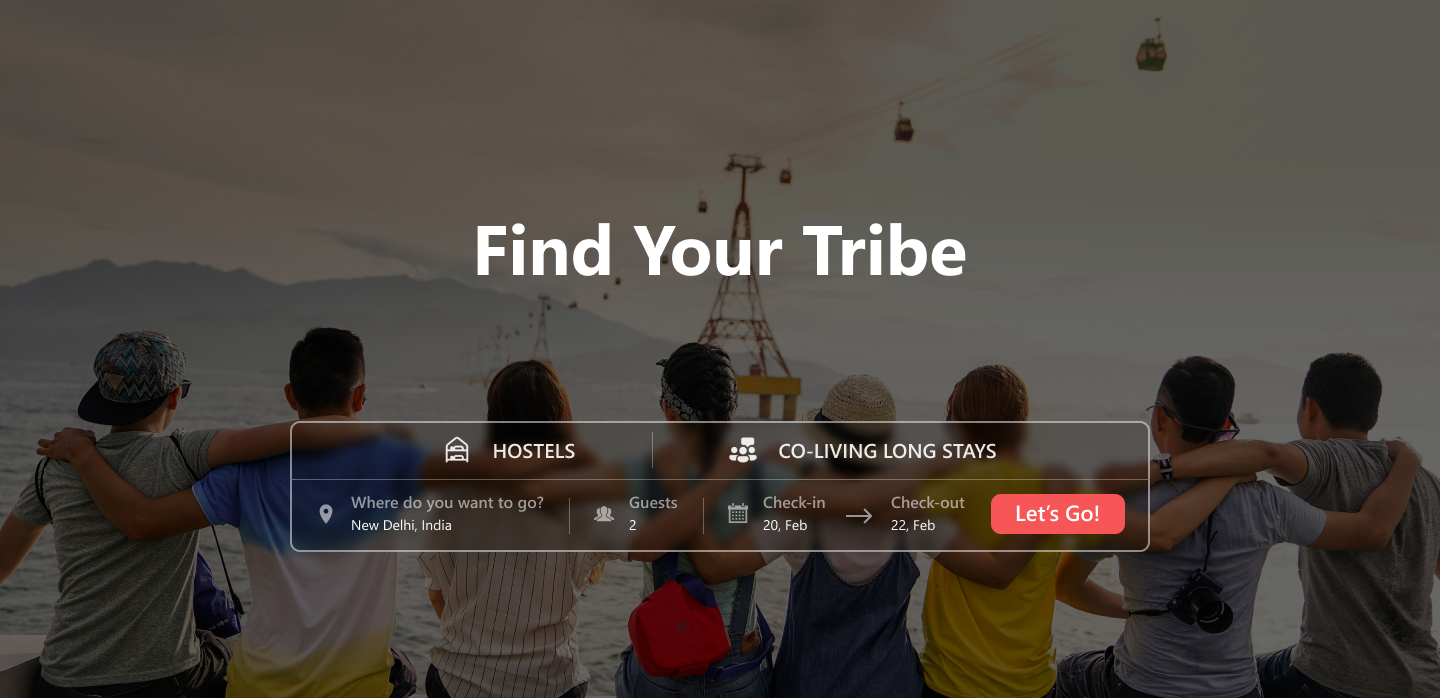 Find Your Tribe
HOSTELS
CO-LIVING LONG STAYS
Where do you want to go?
New Delhi, India
Guests
2
Check-in
20, Feb
Check-out
22, Feb
Let’s Go!